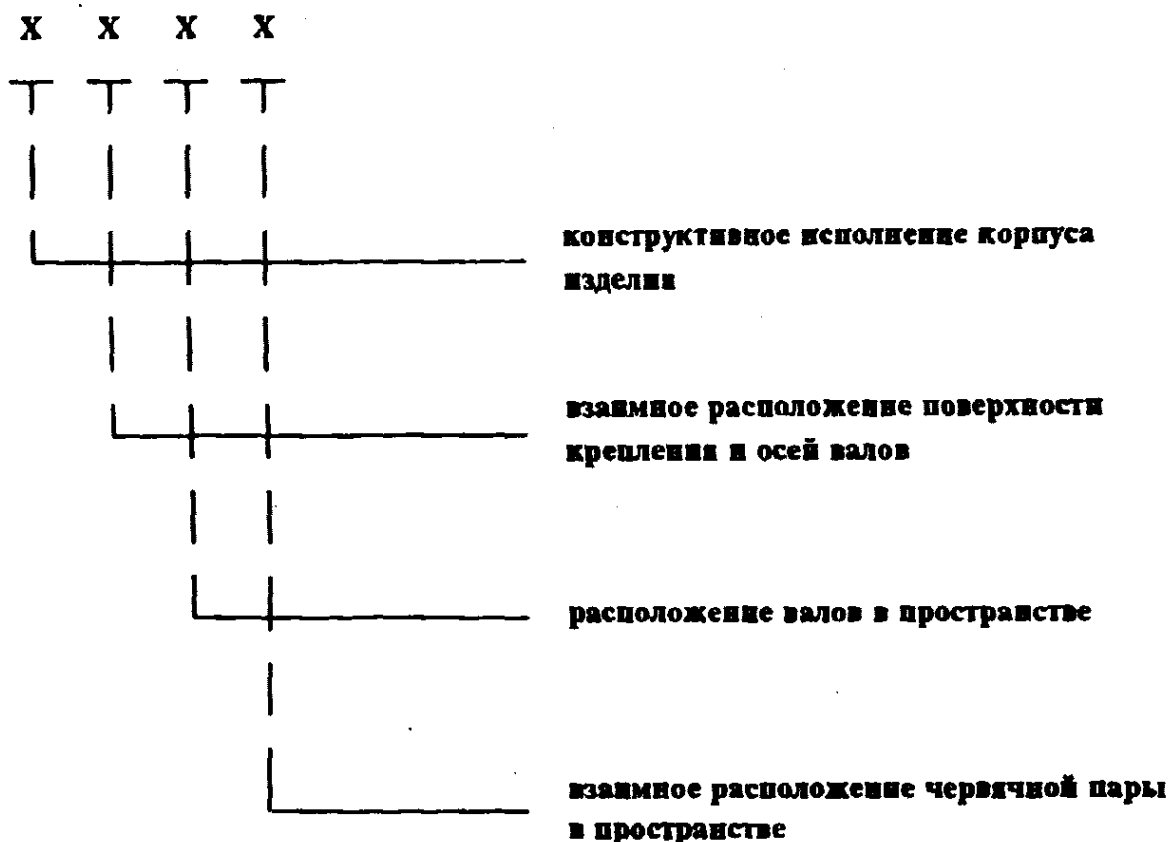 X X X X
конструктивное исполнение корпуса
изделия
взаимное расположение поверхности
крепления и осей валов
расположение валов в пространстве
взаимное расположение червячной пары
в пространстве